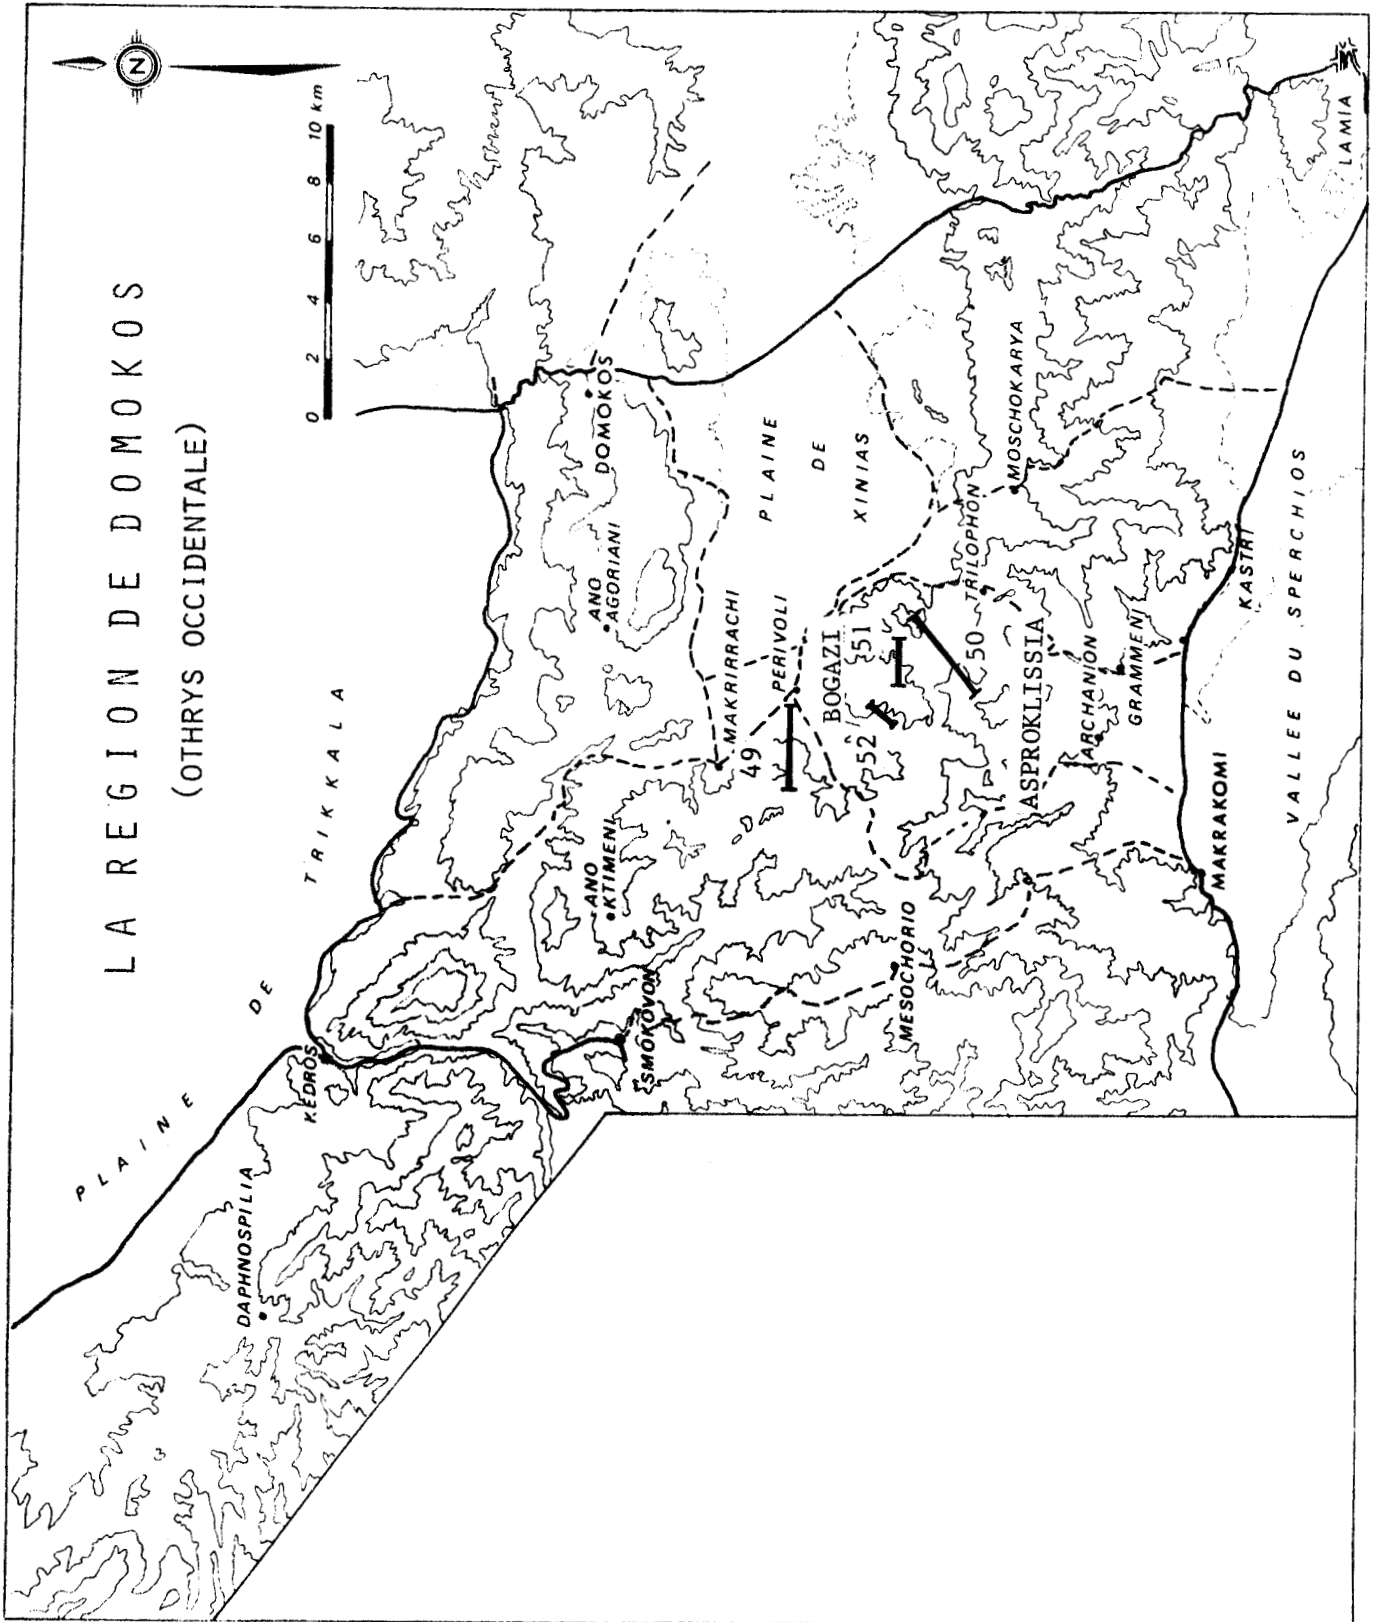 LA REGION DE DOMOKOS
(OTHRYS OCCIDENTALE)
N
0 2 4 6 8 10 km
PLAINE DE TRIKKALA
KEDROS
DAPHNOSPILIA
SMOKOVON
ANO
KTIMENI
ANO
AGORIANI
DOMOKOS
MAKRIRRACHI
PERIVOLI
PLAINE
DE
XINIAS
49
BOGAZI
51
52
50
TRILOPHON
MOSCHOKARYA
MESOCHORIO
ASPROKLISSIA
ARCHANION
GRAMMENI
MAKRAKOMI
KASTRI
VALLEE DU SPERCHIOS
LAMIA